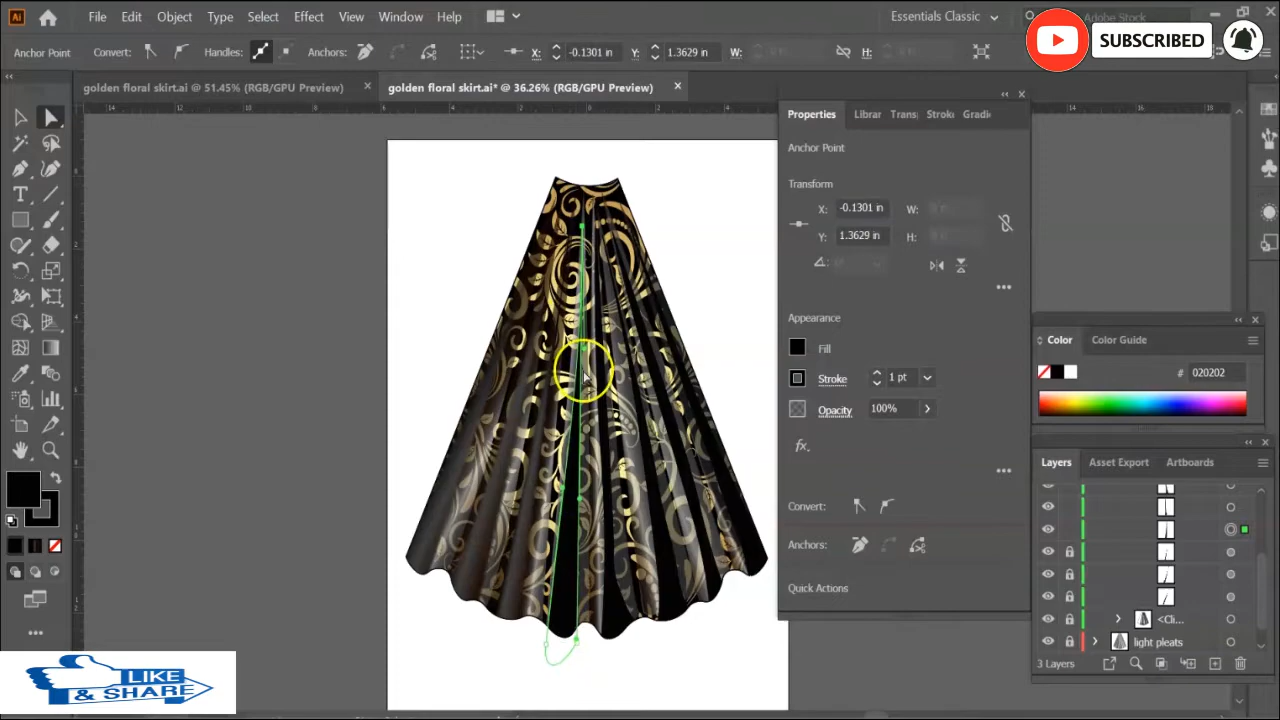 Ai File Edit Object Type Select Effect View Window Help Essentials Classic Adobe Stock
SUBSCRIBED
Anchor Point Convert: Handles: Anchors: X: -0.1301 in Y: 1.3629 in W: H:
golden floral skirt.ai @ 51.45% (RGB/GPU Preview) × golden floral skirt.ai* @ 36.26% (RGB/GPU Preview) ×
Properties Librar Trans Stroke Gradi
Anchor Point
Transform
X: -0.1301 in W:
Y: 1.3629 in H:
Appearance
Fill
Stroke 1 pt
Opacity 100%
fx.
Convert:
Anchors:
Quick Actions
Color Color Guide
# 020202
Layers Asset Export Artboards
<Cli...
light pleats
3 Layers
LIKE
& SHARE